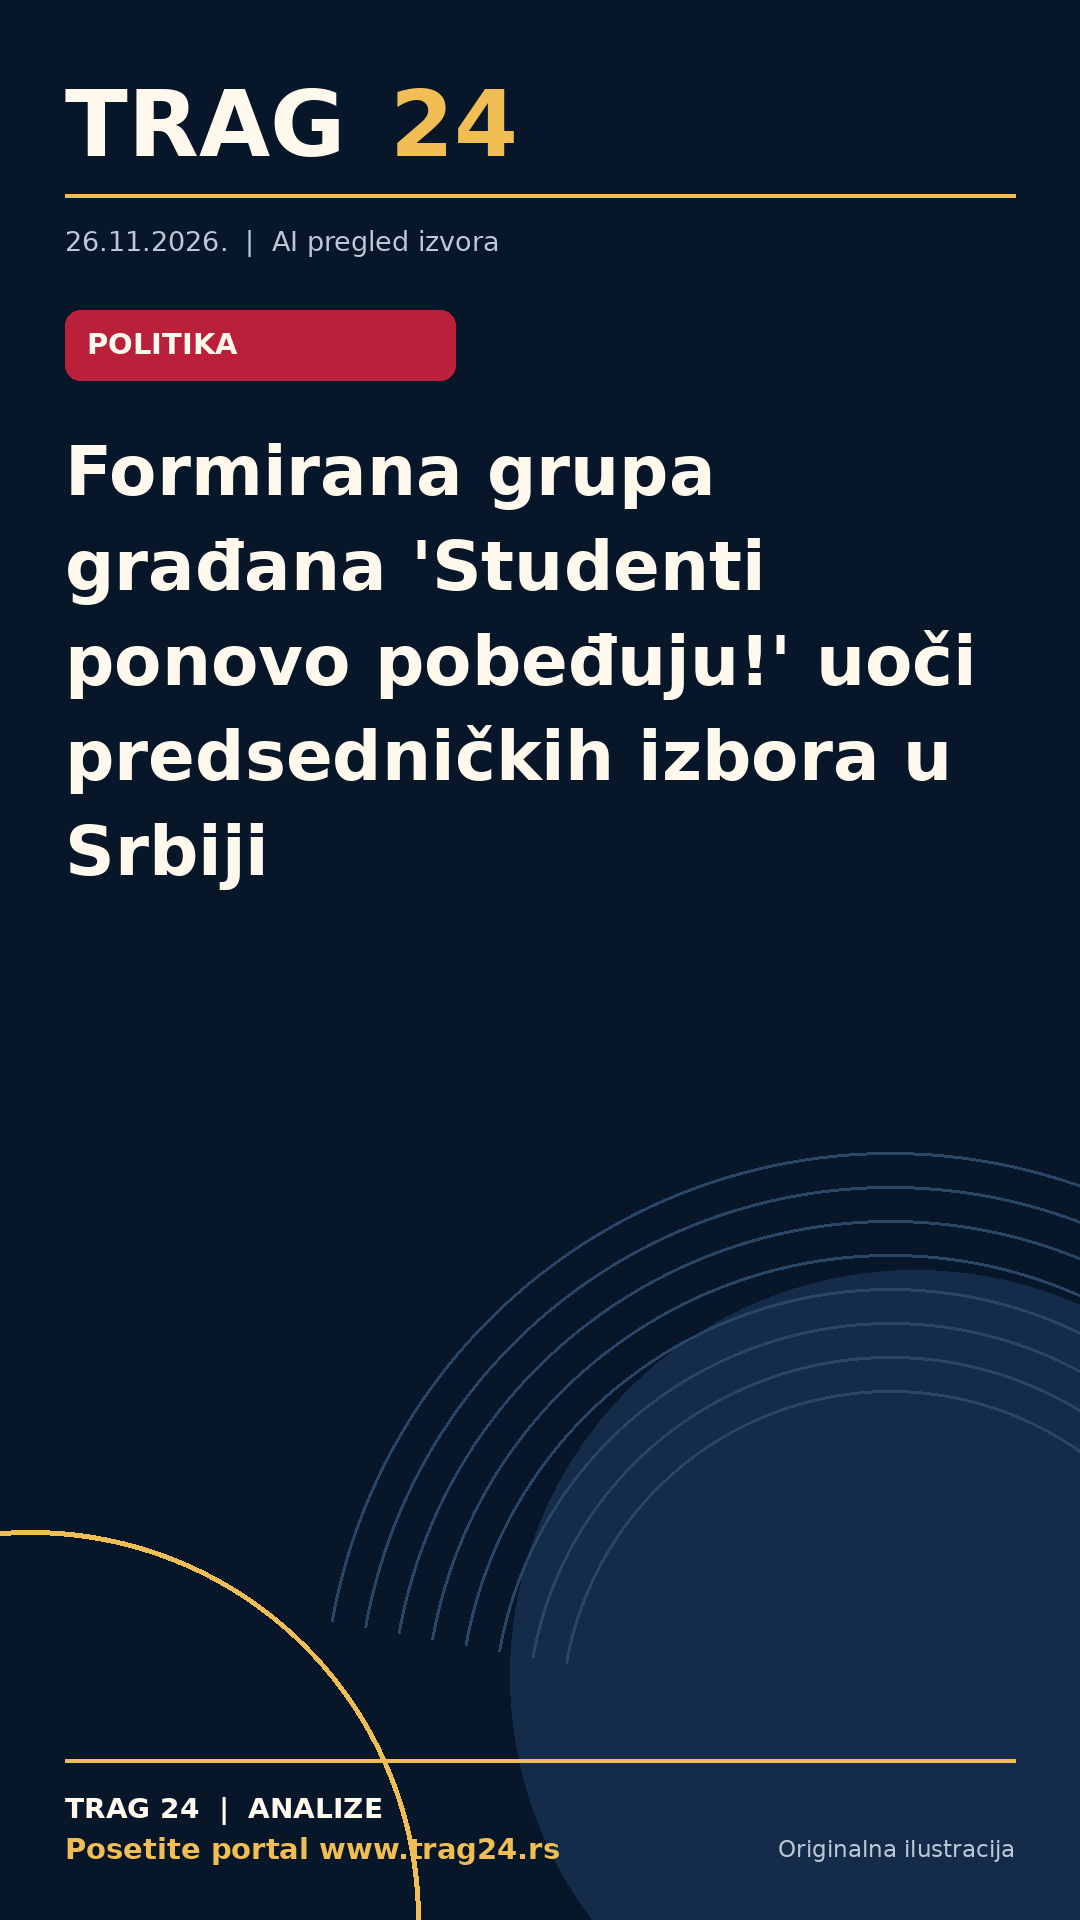 TRAG 24
26.11.2026. | AI pregled izvora
POLITIKA
Formirana grupa
građana 'Studenti
ponovo pobeđuju!' uoči
predsedničkih izbora u
Srbiji
TRAG 24 | ANALIZE
Posetite portal www.trag24.rs
Originalna ilustracija